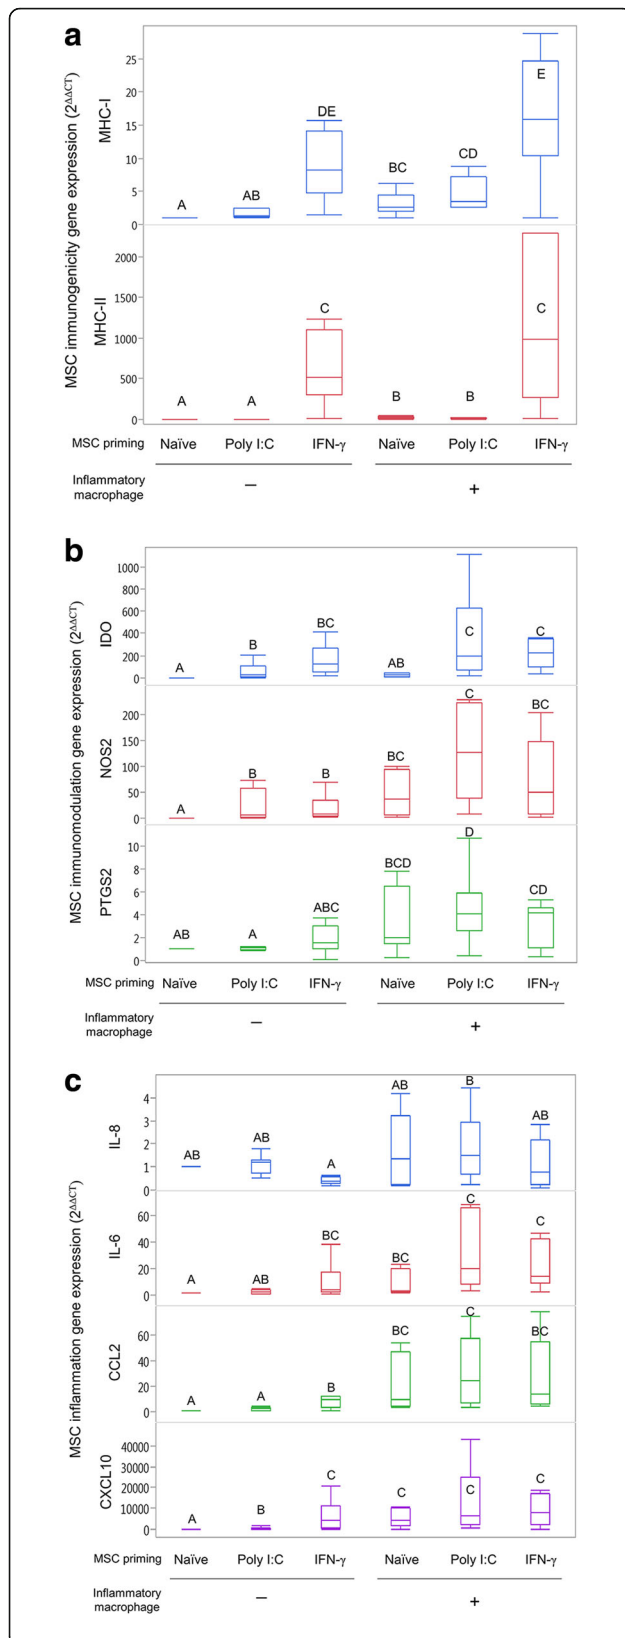 a
MSC immunogenicity gene expression (2^ΔΔCT)
MHC-I
25
20
15
10
5
0
A
AB
DE
BC
CD
E
MHC-II
2000
1500
1000
500
0
A
A
C
B
B
C
MSC priming Naïve Poly I:C IFN-γ Naïve Poly I:C IFN-γ
Inflammatory
macrophage
– +
b
MSC immunomodulation gene expression (2^ΔΔCT)
IDO
1000
800
600
400
200
0
A
B
BC
AB
C
C
NOS2
200
150
100
50
0
A
B
B
BC
C
BC
PTGS2
10
8
6
4
2
0
AB
A
ABC
BCD
D
CD
MSC priming Naïve Poly I:C IFN-γ Naïve Poly I:C IFN-γ
Inflammatory
macrophage
– +
c
MSC inflammation gene expression (2^ΔΔCT)
IL-8
4
3
2
1
0
AB
AB
A
AB
B
AB
IL-6
60
40
20
0
A
AB
BC
BC
C
C
CCL2
60
40
20
0
A
A
B
BC
C
BC
CXCL10
40000
30000
20000
10000
0
A
B
C
C
C
C
MSC priming Naïve Poly I:C IFN-γ Naïve Poly I:C IFN-γ
Inflammatory
macrophage
– +